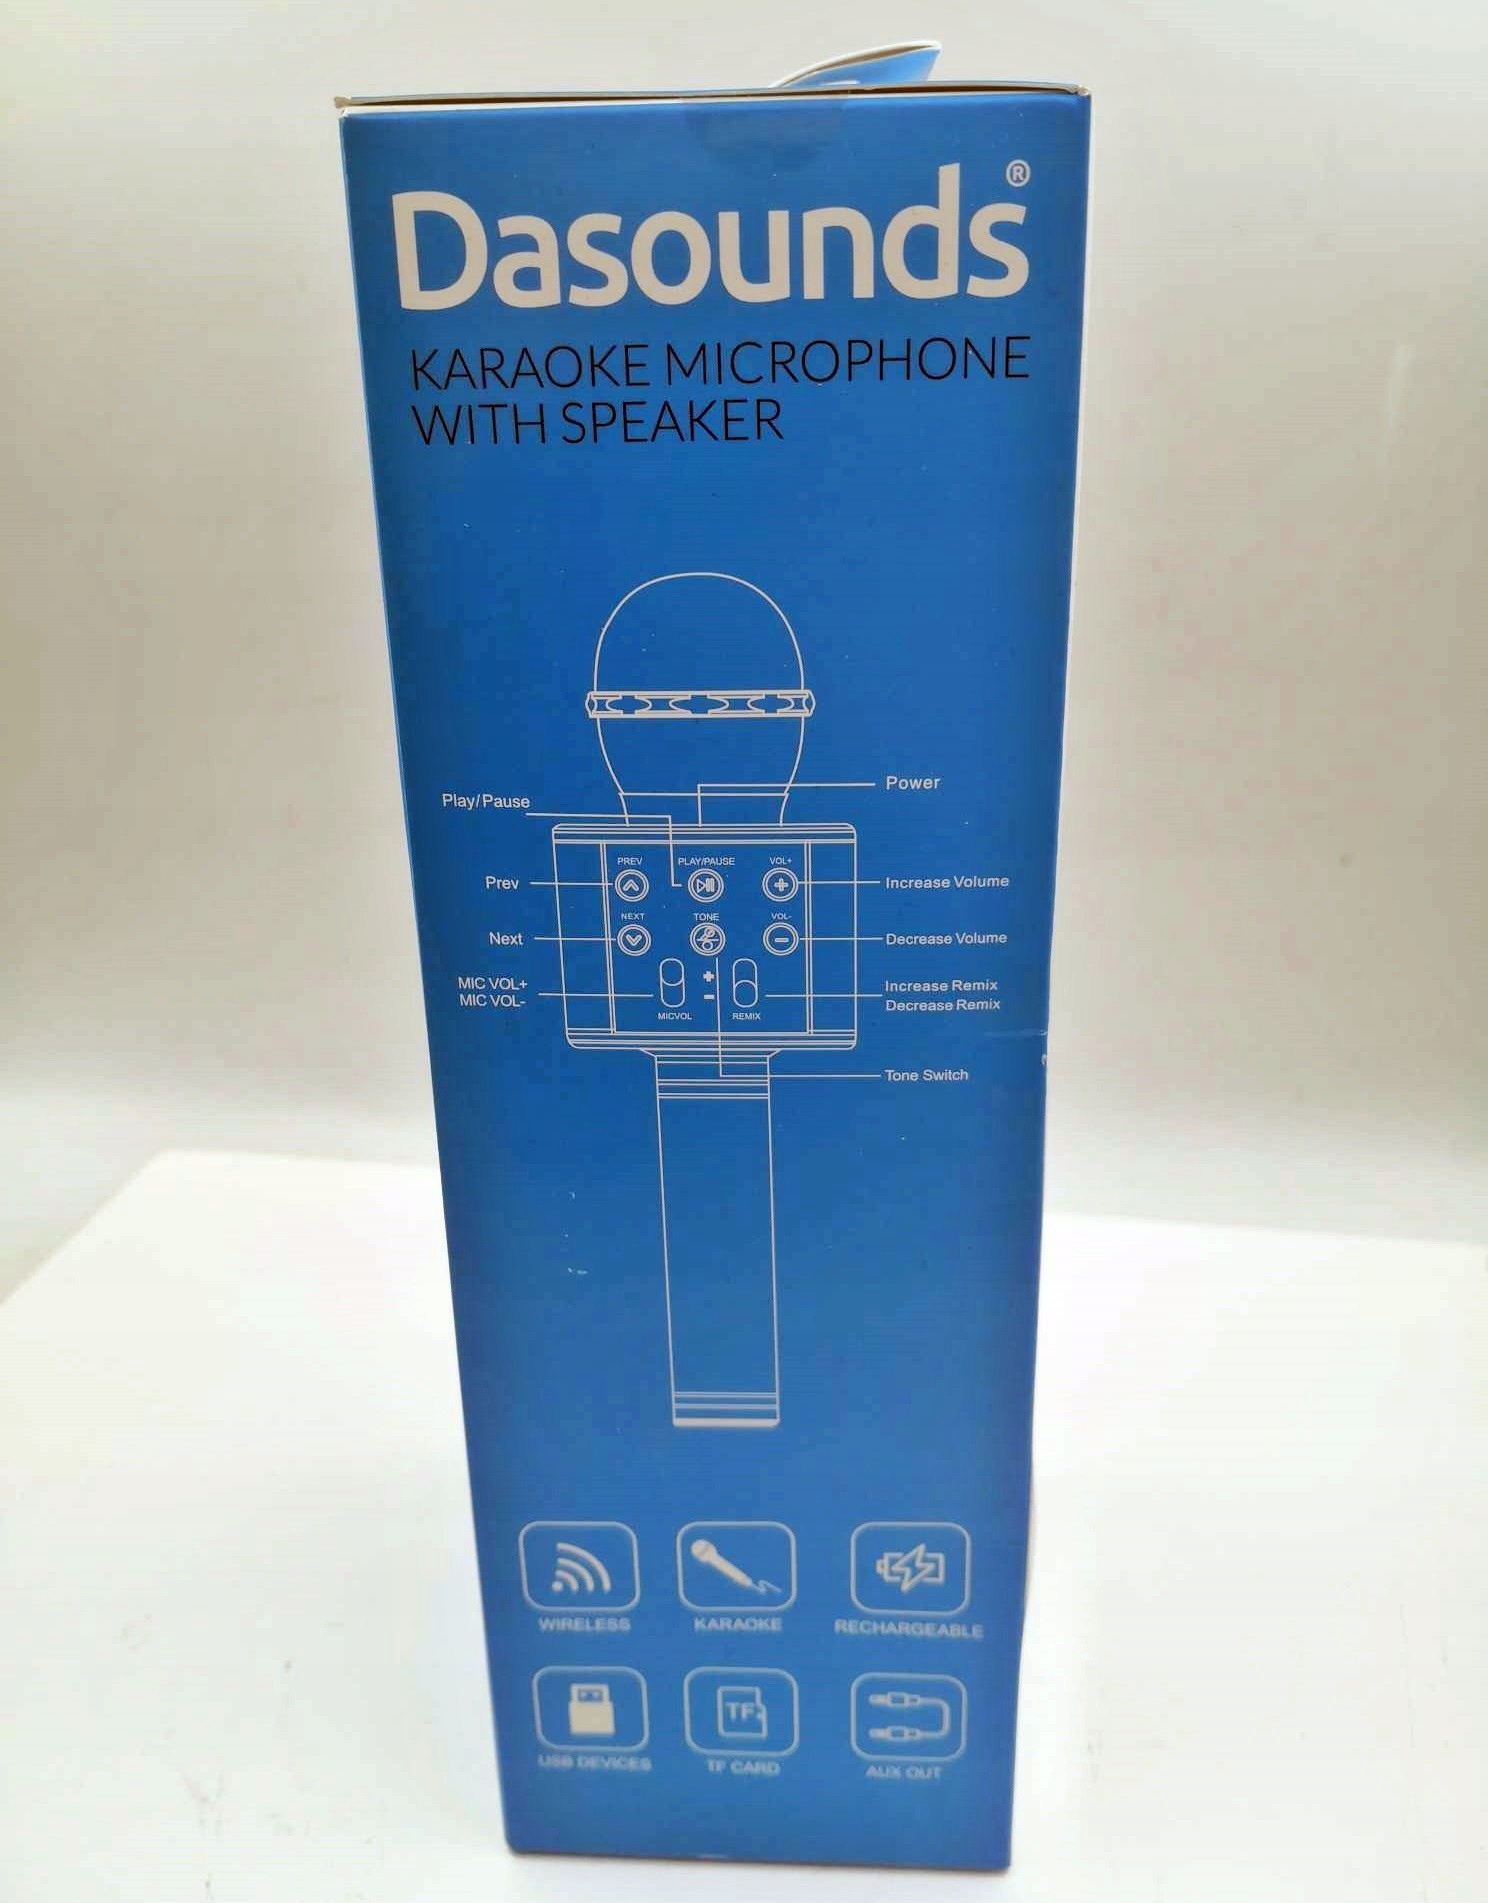 Dasounds®
KARAOKE MICROPHONE
WITH SPEAKER
Power
Play/Pause
PREV PLAY/PAUSE VOL+
Prev
Increase Volume
NEXT TONE VOL-
Next
Decrease Volume
MIC VOL+
MIC VOL-
+
-
Increase Remix
Decrease Remix
MICVOL REMIX
Tone Switch
WIRELESS KARAOKE RECHARGEABLE
TF
USB DEVICES TF CARD AUX OUT